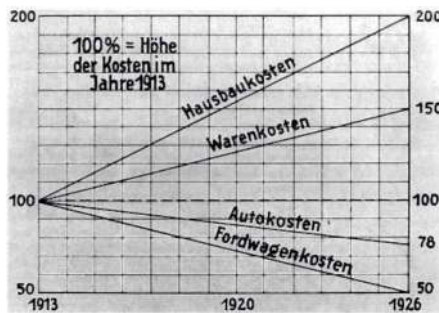 200
200
100% = Höhe
der Kosten im
Jahre 1913
Hausbaukosten
Warenkosten
150
100
100
Autokosten
Fordwagenkosten
78
50
50
1913
1920
1926